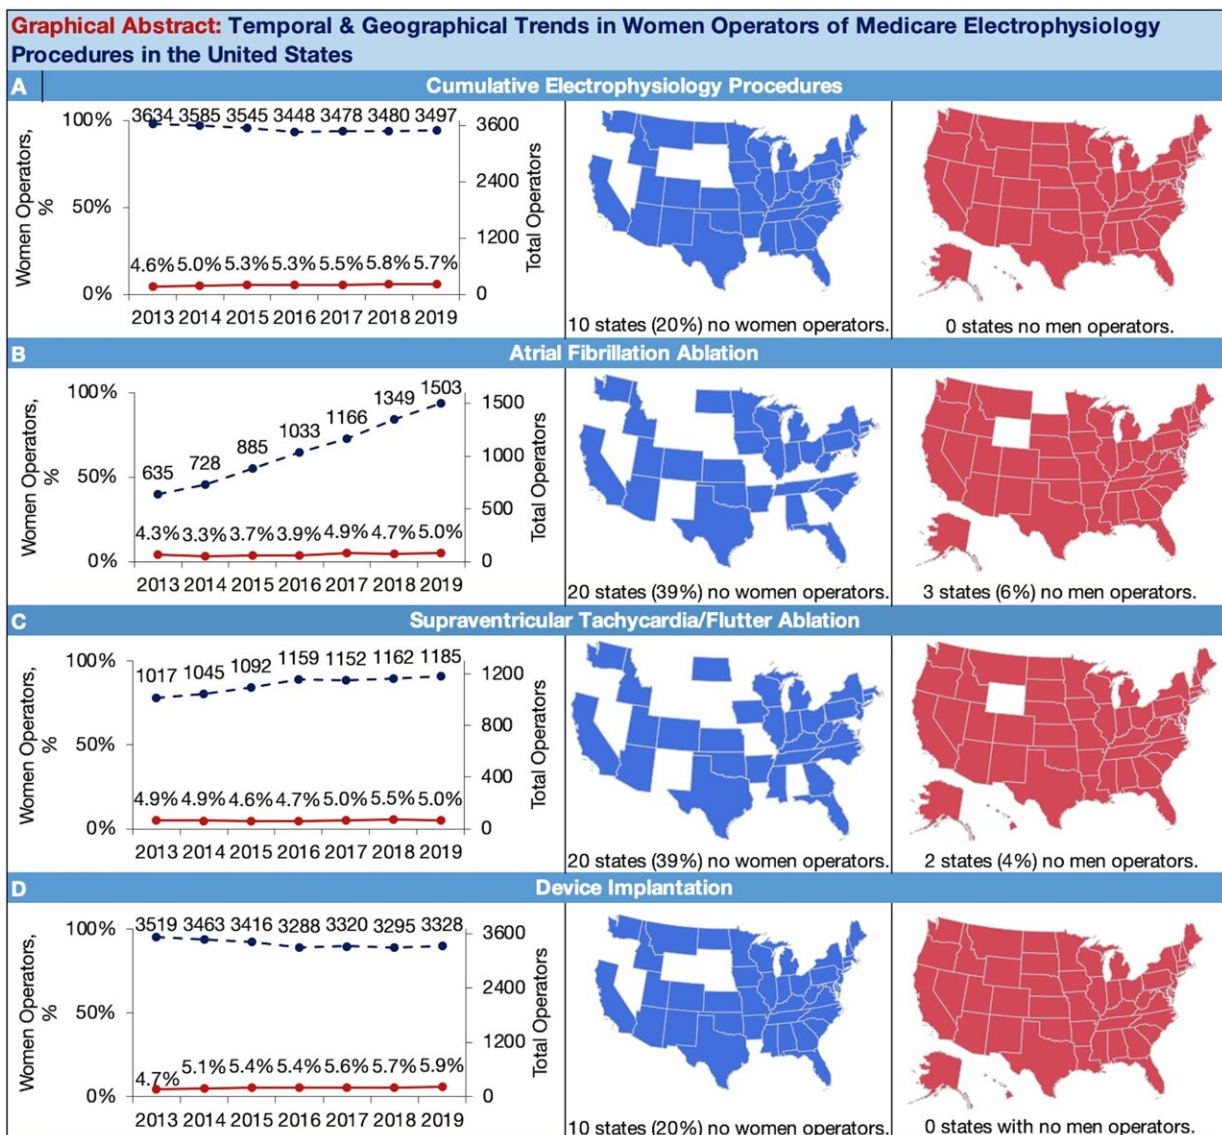 Graphical Abstract: Temporal & Geographical Trends in Women Operators of Medicare Electrophysiology
Procedures in the United States
A
Cumulative Electrophysiology Procedures
Women Operators, %
100%
50%
0%
3634 3585 3545 3448 3478 3480 3497
4.6% 5.0% 5.3% 5.3% 5.5% 5.8% 5.7%
2013 2014 2015 2016 2017 2018 2019
3600
2400
1200
0
Total Operators
10 states (20%) no women operators.
0 states no men operators.
B
Atrial Fibrillation Ablation
Women Operators, %
100%
50%
0%
635 728 885 1033 1166 1349 1503
4.3% 3.3% 3.7% 3.9% 4.9% 4.7% 5.0%
2013 2014 2015 2016 2017 2018 2019
1500
1000
500
0
Total Operators
20 states (39%) no women operators.
3 states (6%) no men operators.
C
Supraventricular Tachycardia/Flutter Ablation
Women Operators, %
100%
50%
0%
1017 1045 1092 1159 1152 1162 1185
4.9% 4.9% 4.6% 4.7% 5.0% 5.5% 5.0%
2013 2014 2015 2016 2017 2018 2019
1200
800
400
0
Total Operators
20 states (39%) no women operators.
2 states (4%) no men operators.
D
Device Implantation
Women Operators, %
100%
50%
0%
3519 3463 3416 3288 3320 3295 3328
4.7% 5.1% 5.4% 5.4% 5.6% 5.7% 5.9%
2013 2014 2015 2016 2017 2018 2019
3600
2400
1200
0
Total Operators
10 states (20%) no women operators.
0 states with no men operators.